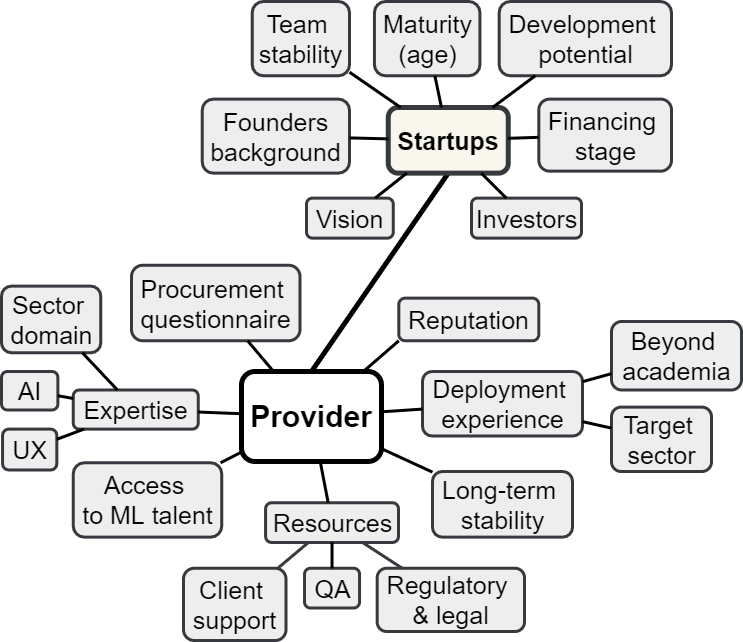 Team
stability
Maturity
(age)
Development
potential
Founders
background
Startups
Financing
stage
Vision
Investors
Procurement
questionnaire
Reputation
Sector
domain
AI
UX
Expertise
Provider
Deployment
experience
Beyond
academia
Target
sector
Access
to ML talent
Long-term
stability
Resources
Client
support
QA
Regulatory
& legal